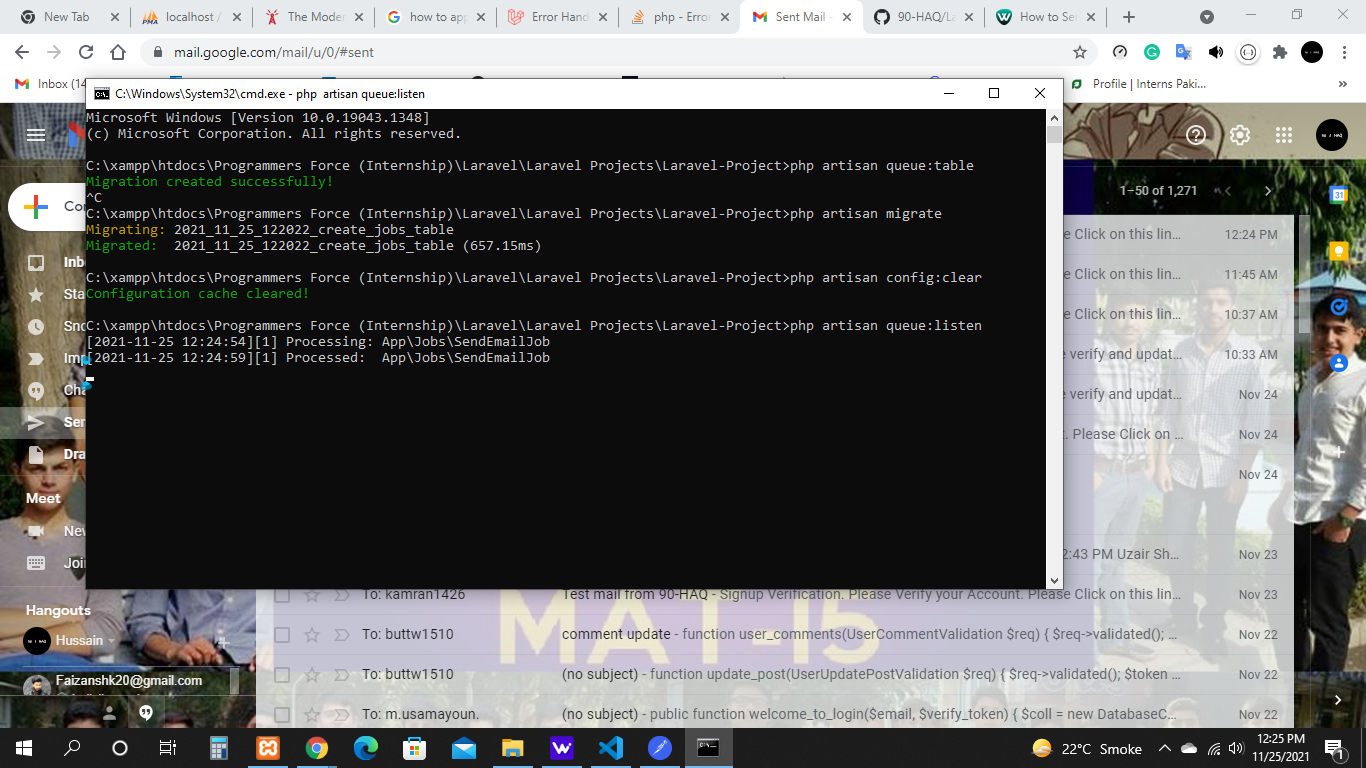 New Tab
localhost /
The Moder
how to app
Error Hand
php - Error
Sent Mail -
90-HAQ/La
How to Se
mail.google.com/mail/u/0/#sent
Inbox (14
Profile | Interns Paki...
C:\Windows\System32\cmd.exe - php artisan queue:listen
Microsoft Windows [Version 10.0.19043.1348]
(c) Microsoft Corporation. All rights reserved.
C:\xampp\htdocs\Programmers Force (Internship)\Laravel\Laravel Projects\Laravel-Project>php artisan queue:table
Migration created successfully!
^C
C:\xampp\htdocs\Programmers Force (Internship)\Laravel\Laravel Projects\Laravel-Project>php artisan migrate
Migrating: 2021_11_25_122022_create_jobs_table
Migrated:  2021_11_25_122022_create_jobs_table (657.15ms)
C:\xampp\htdocs\Programmers Force (Internship)\Laravel\Laravel Projects\Laravel-Project>php artisan config:clear
Configuration cache cleared!
C:\xampp\htdocs\Programmers Force (Internship)\Laravel\Laravel Projects\Laravel-Project>php artisan queue:listen
[2021-11-25 12:24:54][1] Processing: App\Jobs\SendEmailJob
[2021-11-25 12:24:59][1] Processed:  App\Jobs\SendEmailJob
Co
Inb
Sta
Sno
Imp
Cha
Sen
Dra
Meet
New
Join
Hangouts
Hussain
Faizanshk20@gmail.com
1–50 of 1,271
e Click on this lin... 12:24 PM
e Click on this lin... 11:45 AM
e Click on this lin... 10:37 AM
e verify and updat... 10:33 AM
e verify and updat... Nov 24
t. Please Click on ... Nov 24
Nov 24
2:43 PM Uzair Sh... Nov 23
To: kamran1426 Test mail from 90-HAQ - Signup Verification. Please Verify your Account. Please Click on this lin... Nov 23
To: buttw1510 comment update - function user_comments(UserCommentValidation $req) { $req->validated(); ... Nov 22
To: buttw1510 (no subject) - function update_post(UserUpdatePostValidation $req) { $req->validated(); $token ... Nov 22
To: m.usamayoun. (no subject) - public function welcome_to_login($email, $verify_token) { $coll = new DatabaseC... Nov 22
MAT-15
31
22°C Smoke
12:25 PM
11/25/2021
1